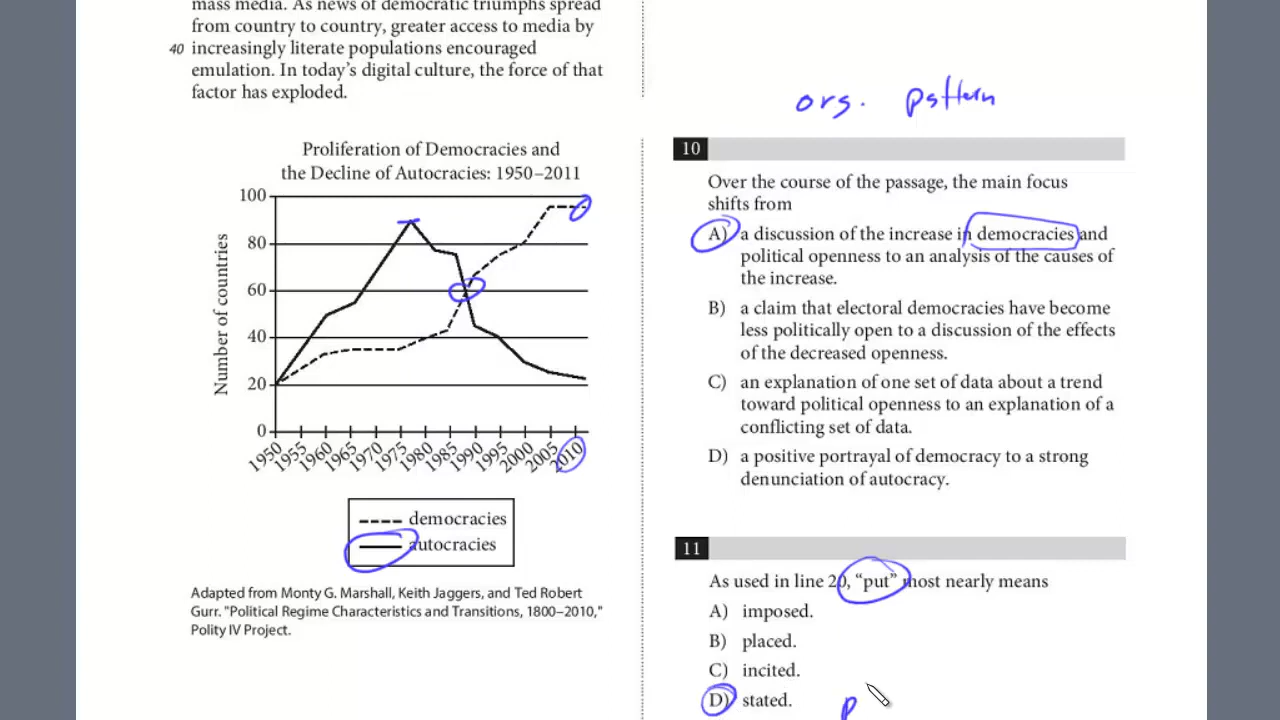 mass media. As news of democratic triumphs spread
from country to country, greater access to media by
40 increasingly literate populations encouraged
emulation. In today's digital culture, the force of that
factor has exploded.
Proliferation of Democracies and
the Decline of Autocracies: 1950–2011
Number of countries
100
80
60
40
20
0
1950
1955
1960
1965
1970
1975
1980
1985
1990
1995
2000
2005
2010
democracies
autocracies
Adapted from Monty G. Marshall, Keith Jaggers, and Ted Robert
Gurr. "Political Regime Characteristics and Transitions, 1800–2010,"
Polity IV Project.
org. pattern
10
Over the course of the passage, the main focus
shifts from
A) a discussion of the increase in democracies and
political openness to an analysis of the causes of
the increase.
B) a claim that electoral democracies have become
less politically open to a discussion of the effects
of the decreased openness.
C) an explanation of one set of data about a trend
toward political openness to an explanation of a
conflicting set of data.
D) a positive portrayal of democracy to a strong
denunciation of autocracy.
11
As used in line 20, "put" most nearly means
A) imposed.
B) placed.
C) incited.
D) stated.
p